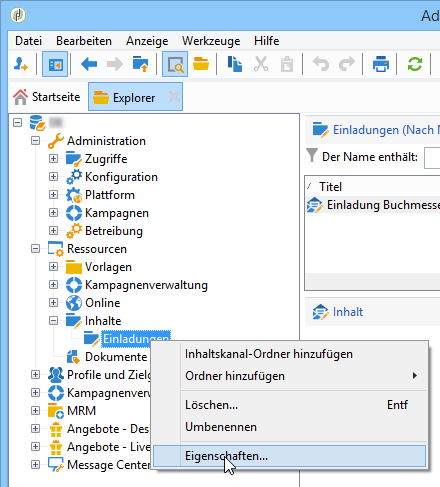 Ad
Datei Bearbeiten Anzeige Werkzeuge Hilfe
Startseite Explorer
Administration
Zugriffe
Konfiguration
Plattform
Kampagnen
Betreibung
Ressourcen
Vorlagen
Kampagnenverwaltung
Online
Inhalte
Einladungen
Dokumente
Profile und Zielg
Kampagnenverwa
MRM
Angebote - Des
Angebote - Live
Message Center
Einladungen (Nach
Der Name enthält:
Titel
Einladung Buchmesse
Inhalt
Inhaltskanal-Ordner hinzufügen
Ordner hinzufügen
Löschen... Entf
Umbenennen
Eigenschaften...